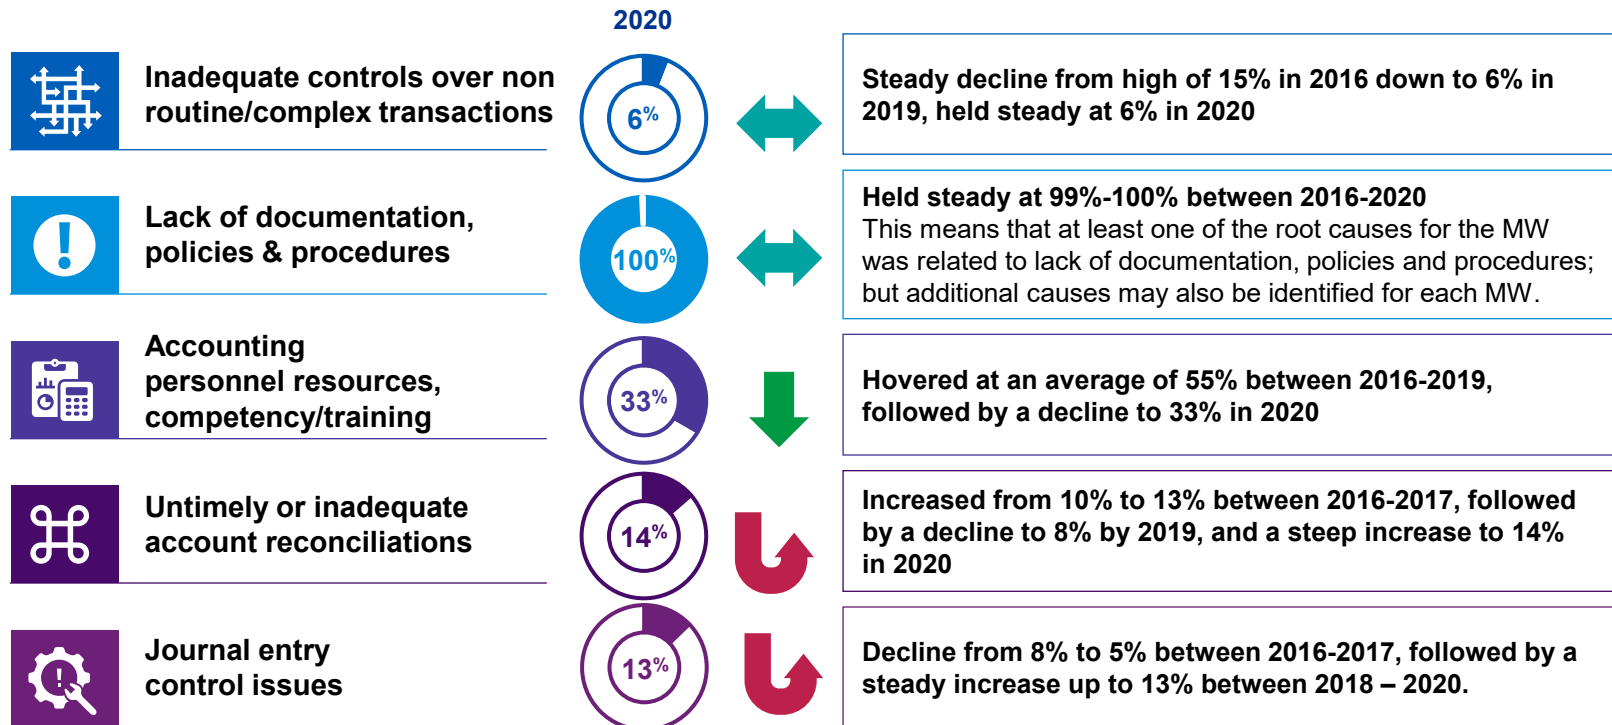 2020
Inadequate controls over non
routine/complex transactions
6%
Steady decline from high of 15% in 2016 down to 6% in
2019, held steady at 6% in 2020
Lack of documentation,
policies & procedures
100%
Held steady at 99%-100% between 2016-2020
This means that at least one of the root causes for the MW
was related to lack of documentation, policies and procedures;
but additional causes may also be identified for each MW.
Accounting
personnel resources,
competency/training
33%
Hovered at an average of 55% between 2016-2019,
followed by a decline to 33% in 2020
Untimely or inadequate
account reconciliations
14%
Increased from 10% to 13% between 2016-2017, followed
by a decline to 8% by 2019, and a steep increase to 14%
in 2020
Journal entry
control issues
13%
Decline from 8% to 5% between 2016-2017, followed by a
steady increase up to 13% between 2018 – 2020.